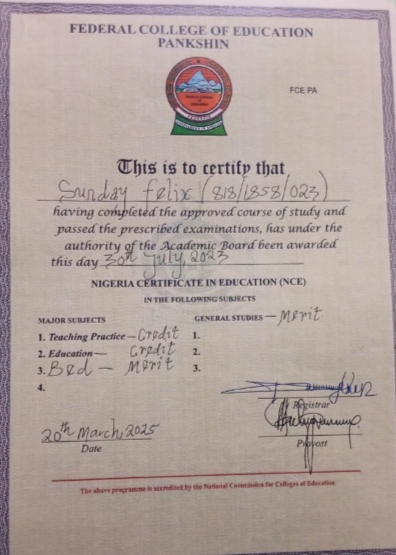 FEDERAL COLLEGE OF EDUCATION
PANKSHIN
FCE PA
This is to certify that
Sunday Felix (818/1858/023)
having completed the approved course of study and
passed the prescribed examinations, has under the
authority of the Academic Board been awarded
this day 30th July, 2023
NIGERIA CERTIFICATE IN EDUCATION (NCE)
IN THE FOLLOWING SUBJECTS
MAJOR SUBJECTS
1. Teaching Practice — Credit
2. Education — Credit
3. Bed — Merit
4.
GENERAL STUDIES — Merit
1.
2.
3.
Registrar
Provost
20th March, 2025
Date
The above programme is accredited by the National Commission for Colleges of Education